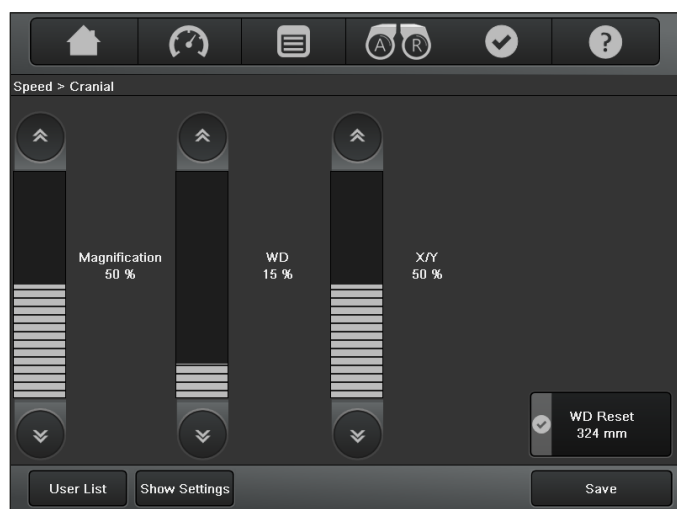 A R ?
Speed > Cranial
Magnification
50 %
WD
15 %
X/Y
50 %
WD Reset
324 mm
User List Show Settings Save